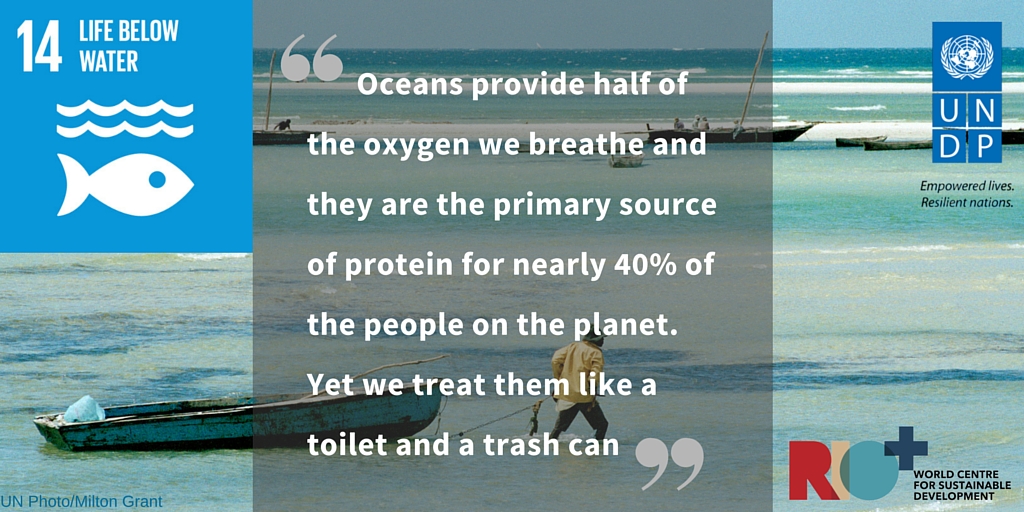 14 LIFE BELOW
WATER
“ Oceans provide half of
the oxygen we breathe and
they are the primary source
of protein for nearly 40% of
the people on the planet.
Yet we treat them like a
toilet and a trash can ”
U N
D P
Empowered lives.
Resilient nations.
RIO+
WORLD CENTRE
FOR SUSTAINABLE
DEVELOPMENT
UN Photo/Milton Grant